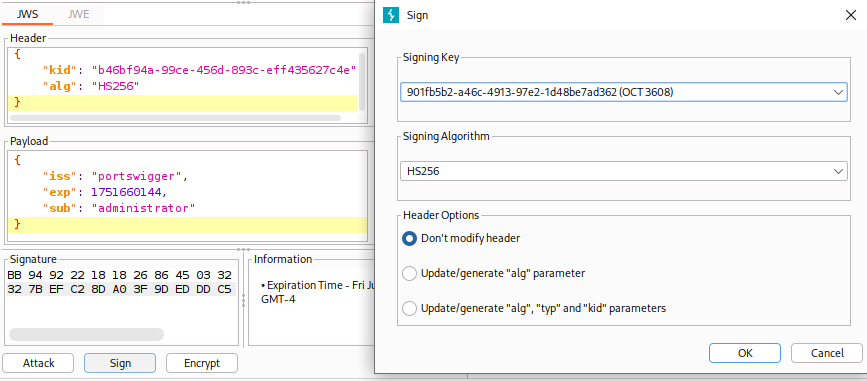 JWS JWE
Header
{
"kid": "b46bf94a-99ce-456d-893c-eff435627c4e"
"alg": "HS256"
}
Payload
{
"iss": "portswigger",
"exp": 1751660144,
"sub": "administrator"
}
Signature
BB 94 92 22 18 18 26 86 45 03 32
32 7B EF C2 8D A0 3F 9D ED DD C5
Information
• Expiration Time - Fri
GMT-4
Attack
Sign
Encrypt
Sign
Signing Key
901fb5b2-a46c-4913-97e2-1d48be7ad362 (OCT 3608)
Signing Algorithm
HS256
Header Options
Don't modify header
Update/generate "alg" parameter
Update/generate "alg", "typ" and "kid" parameters
OK
Cancel